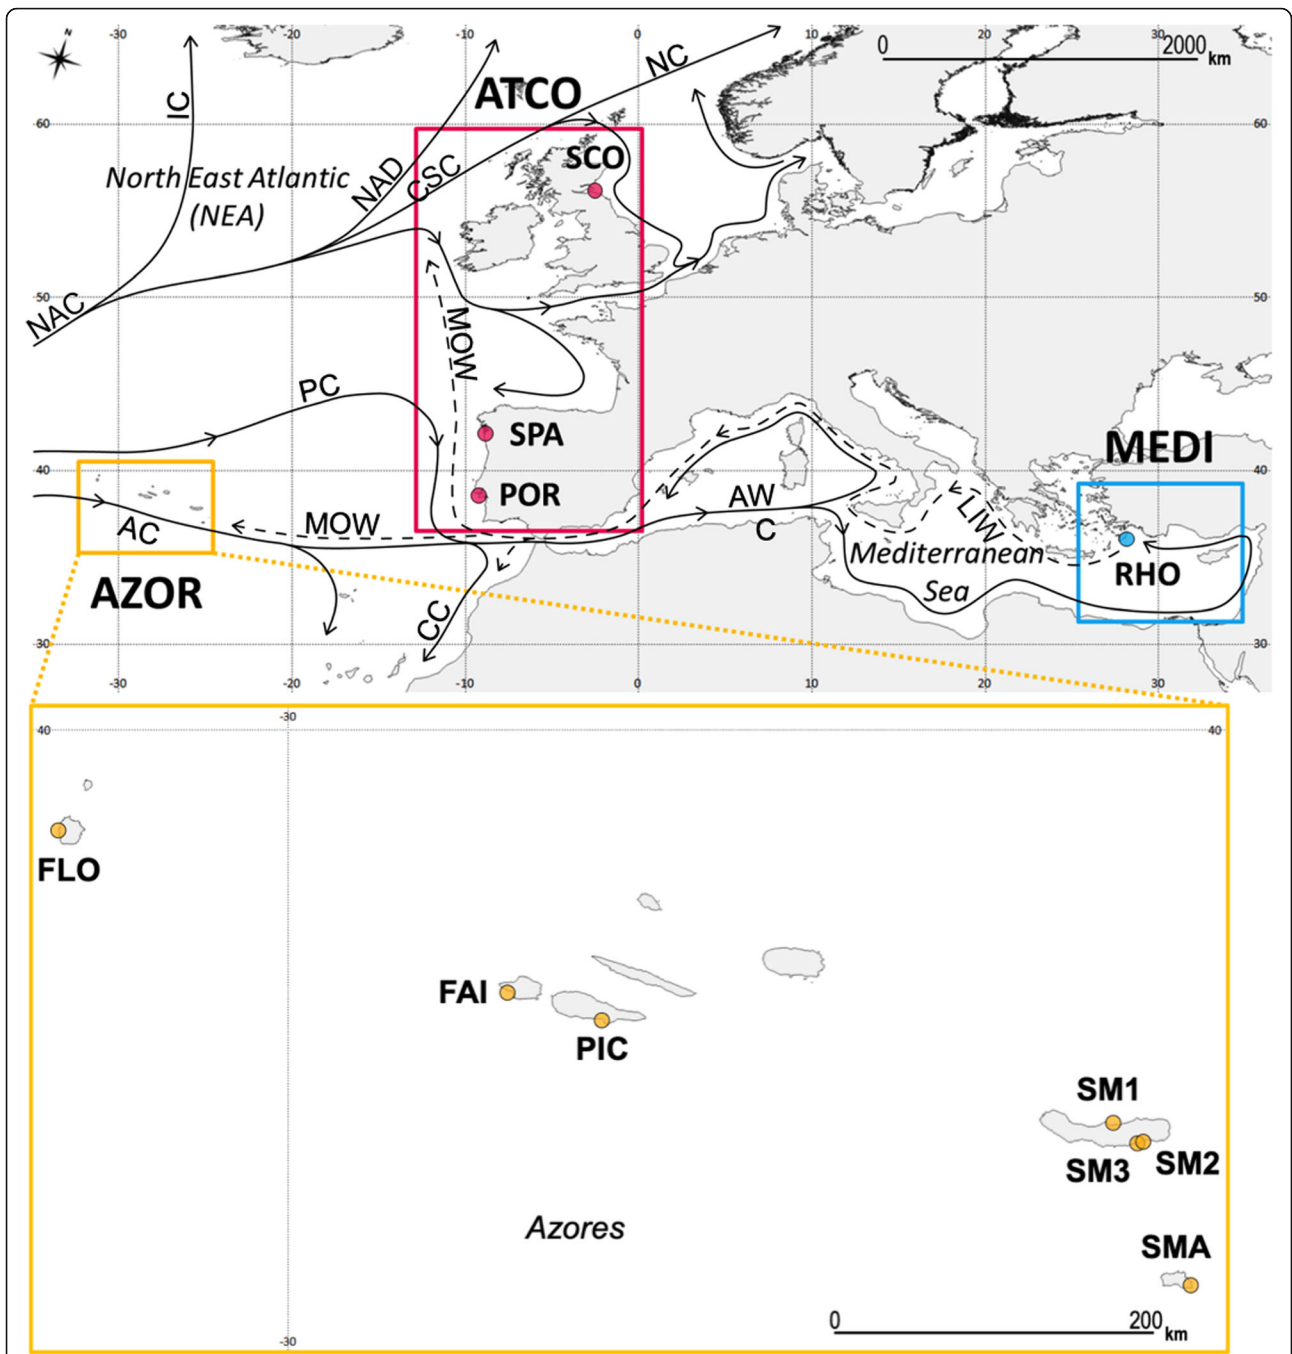 -30 -20 -10 0 10 20 30
0 2000 km
NC
ATCO
IC
60
SCO
North East Atlantic
(NEA)
NAD
CSC
NAC
50 50
MOW
PC
SPA
MEDI
40 40
POR
AW
C
LIW
AC
MOW
Mediterranean
Sea
RHO
AZOR
CC
30 30
-30 -20 -10 0 10 20 30
-30
40 40
FLO
FAI
PIC
SM1
SM3 SM2
Azores
SMA
0 200 km
-30